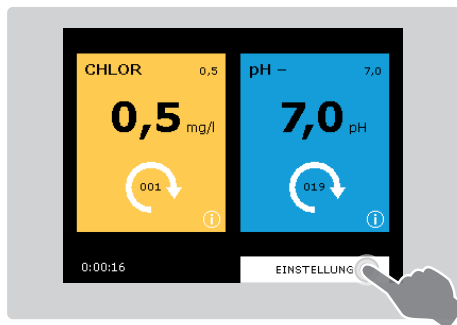 CHLOR 0,5
0,5 mg/l
001
i
pH – 7,0
7,0 pH
019
i
0:00:16
EINSTELLUNG